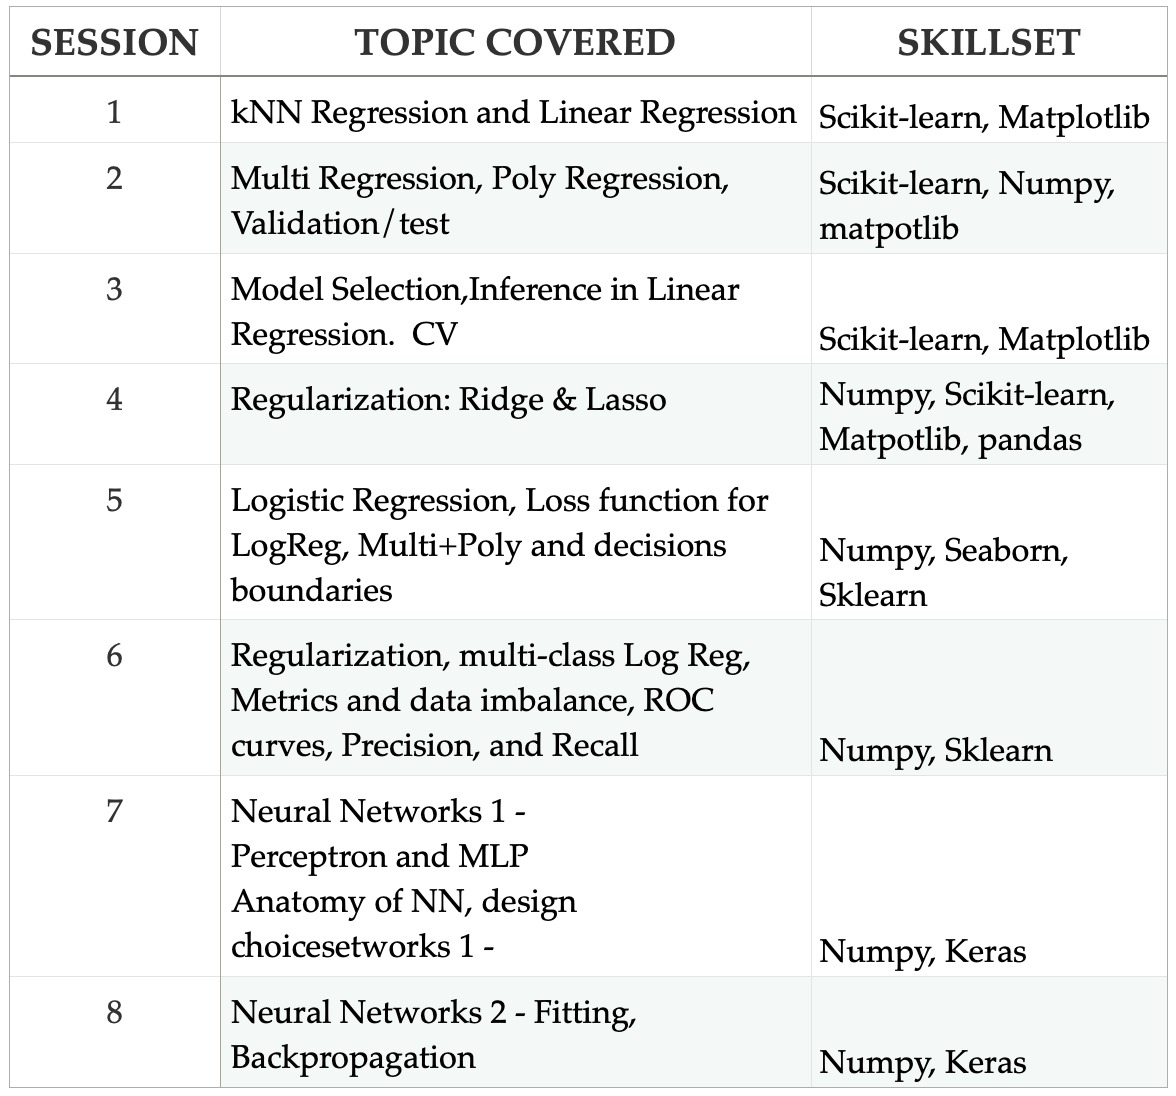 SESSION TOPIC COVERED SKILLSET
1 kNN Regression and Linear Regression Scikit-learn, Matplotlib
2 Multi Regression, Poly Regression, Scikit-learn, Numpy,
Validation/test matpotlib
3 Model Selection,Inference in Linear
Regression.  CV Scikit-learn, Matplotlib
4 Regularization: Ridge & Lasso Numpy, Scikit-learn,
Matpotlib, pandas
5 Logistic Regression, Loss function for
LogReg, Multi+Poly and decisions Numpy, Seaborn,
boundaries Sklearn
6 Regularization, multi-class Log Reg,
Metrics and data imbalance, ROC
curves, Precision, and Recall Numpy, Sklearn
7 Neural Networks 1 -
Perceptron and MLP
Anatomy of NN, design
choicesetworks 1 - Numpy, Keras
8 Neural Networks 2 - Fitting,
Backpropagation Numpy, Keras